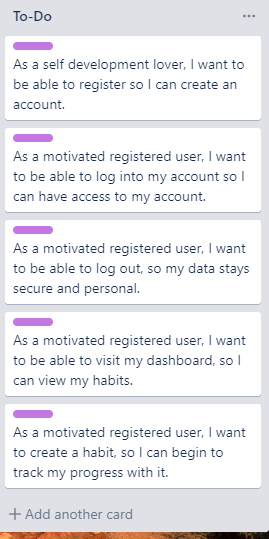 To-Do
As a self development lover, I want to
be able to register so I can create an
account.
As a motivated registered user, I want
to be able to log into my account so I
can have access to my account.
As a motivated registered user, I want
to be able to log out, so my data stays
secure and personal.
As a motivated registered user, I want
to be able to visit my dashboard, so I
can view my habits.
As a motivated registered user, I want
to create a habit, so I can begin to
track my progress with it.
+ Add another card